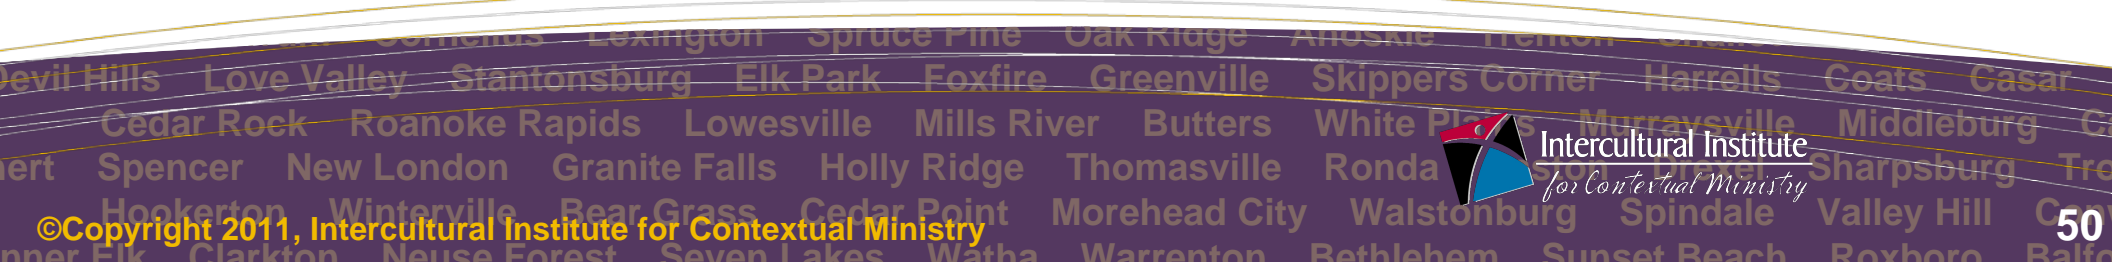 Cornelius Lexington Spruce Pine Oak Ridge Ahoskie Trenton
Devil Hills Love Valley Stantonsburg Elk Park Foxfire Greenville Skippers Corner Harrells Coats Casar
Cedar Rock Roanoke Rapids Lowesville Mills River Butters White Plains Murraysville Middleburg
Intercultural Institute
Spencer New London Granite Falls Holly Ridge Thomasville Ronda Drexel Sharpsburg
for Contextual Ministry
Hookerton Winterville Bear Grass Cedar Point Morehead City Walstonburg Spindale Valley Hill
©Copyright 2011, Intercultural Institute for Contextual Ministry
50
Clarkton Neuse Forest Seven Lakes Watha Warrenton Bethlehem Sunset Beach Roxboro